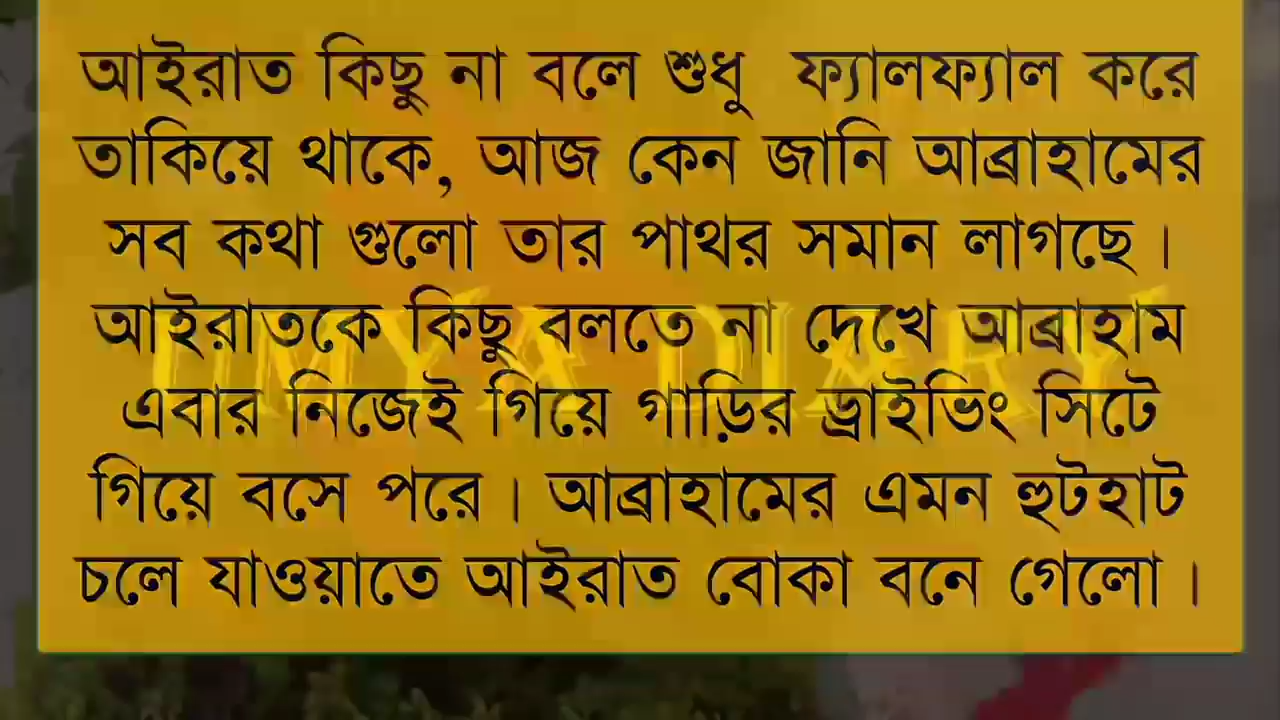 আইরাত কিছু না বলে শুধু ফ্যালফ্যাল করে
তাকিয়ে থাকে, আজ কেন জানি আব্রাহামের
সব কথা গুলো তার পাথর সমান লাগছে।
আইরাতকে কিছু বলতে না দেখে আব্রাহাম
এবার নিজেই গিয়ে গাড়ির ড্রাইভিং সিটে
গিয়ে বসে পরে। আব্রাহামের এমন হুটহাট
চলে যাওয়াতে আইরাত বোকা বনে গেলো।